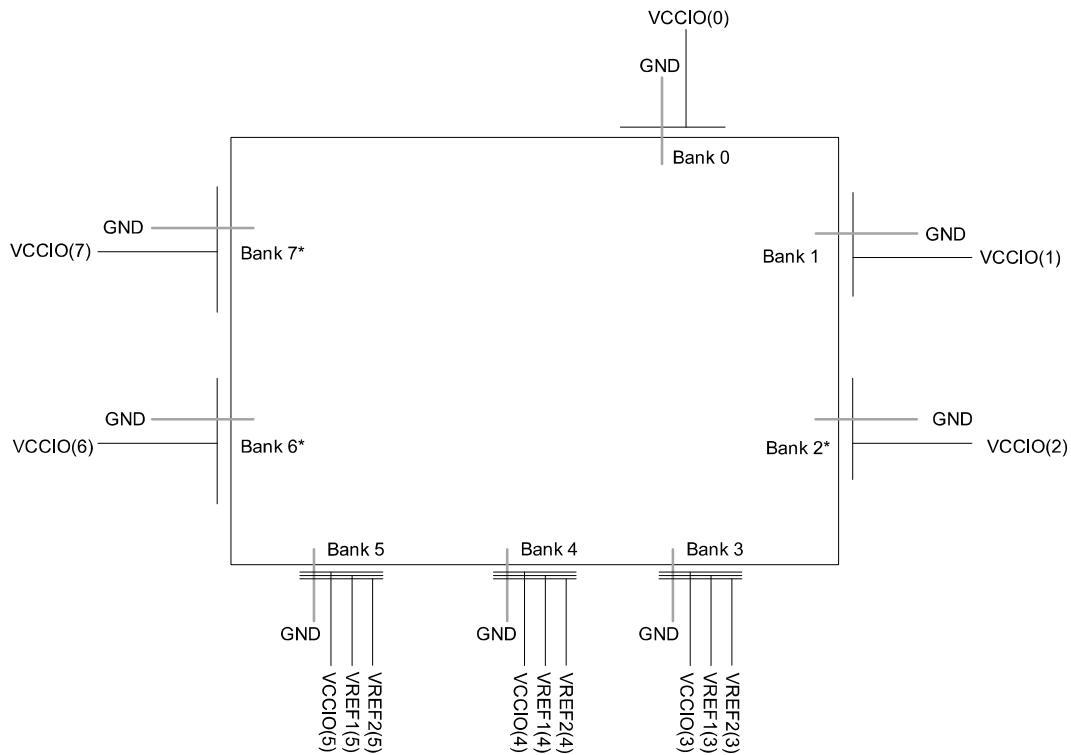 VCCIO(0)
GND
Bank 0
GND
VCCIO(7)
Bank 7*
Bank 1
GND
VCCIO(1)
GND
VCCIO(6)
Bank 6*
Bank 2*
GND
VCCIO(2)
Bank 5
Bank 4
Bank 3
GND
GND
GND
VCCIO(5)
VREF1(5)
VREF2(5)
VCCIO(4)
VREF1(4)
VREF2(4)
VCCIO(3)
VREF1(3)
VREF2(3)